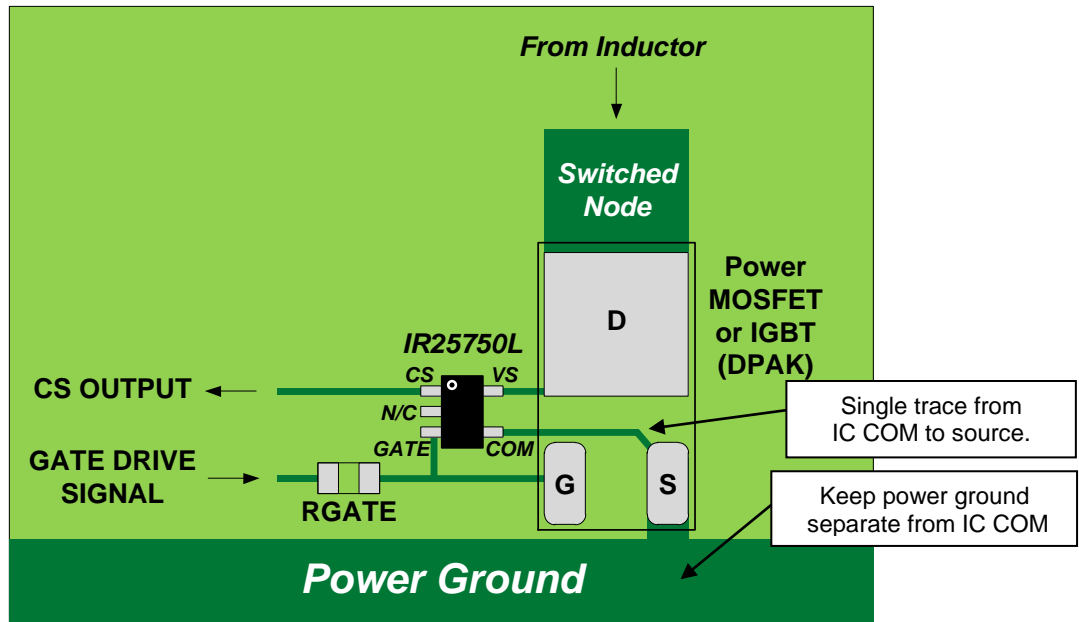 From Inductor
Switched
Node
Power
MOSFET
or IGBT
(DPAK)
D
IR25750L
CS
VS
CS OUTPUT
N/C
GATE
COM
Single trace from
IC COM to source.
GATE DRIVE
SIGNAL
RGATE
G
S
Keep power ground
separate from IC COM
Power Ground